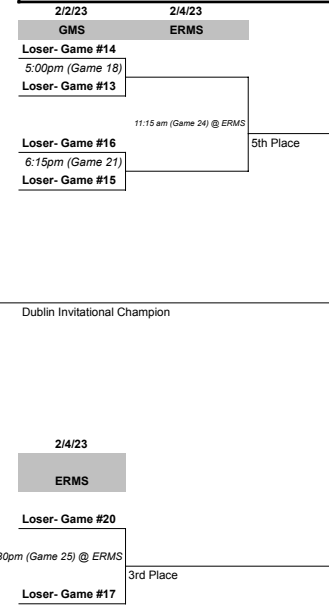 2/2/23 2/4/23
GMS ERMS
Loser- Game #14
5:00pm (Game 18)
Loser- Game #13
11:15 am (Game 24) @ ERMS
Loser- Game #16
5th Place
6:15pm (Game 21)
Loser- Game #15
Dublin Invitational Champion
2/4/23
ERMS
Loser- Game #20
30pm (Game 25) @ ERMS
3rd Place
Loser- Game #17